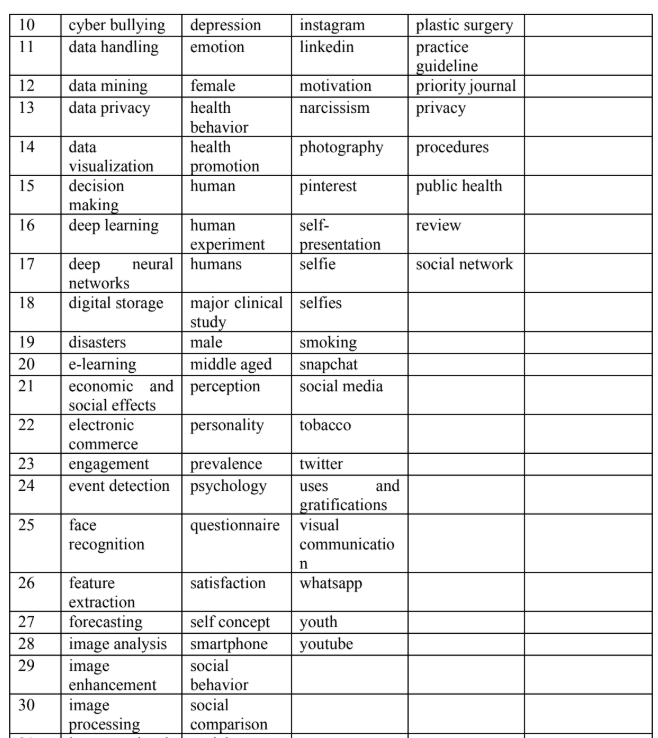 10 cyber bullying depression instagram plastic surgery
11 data handling emotion linkedin practice
guideline
12 data mining female motivation priority journal
13 data privacy health narcissism privacy
behavior
14 data health photography procedures
visualization promotion
15 decision human pinterest public health
making
16 deep learning human self- review
experiment presentation
17 deep neural humans selfie social network
networks
18 digital storage major clinical selfies
study
19 disasters male smoking
20 e-learning middle aged snapchat
21 economic and perception social media
social effects
22 electronic personality tobacco
commerce
23 engagement prevalence twitter
24 event detection psychology uses and
gratifications
25 face questionnaire visual
recognition communicatio
n
26 feature satisfaction whatsapp
extraction
27 forecasting self concept youth
28 image analysis smartphone youtube
29 image social
enhancement behavior
30 image social
processing comparison